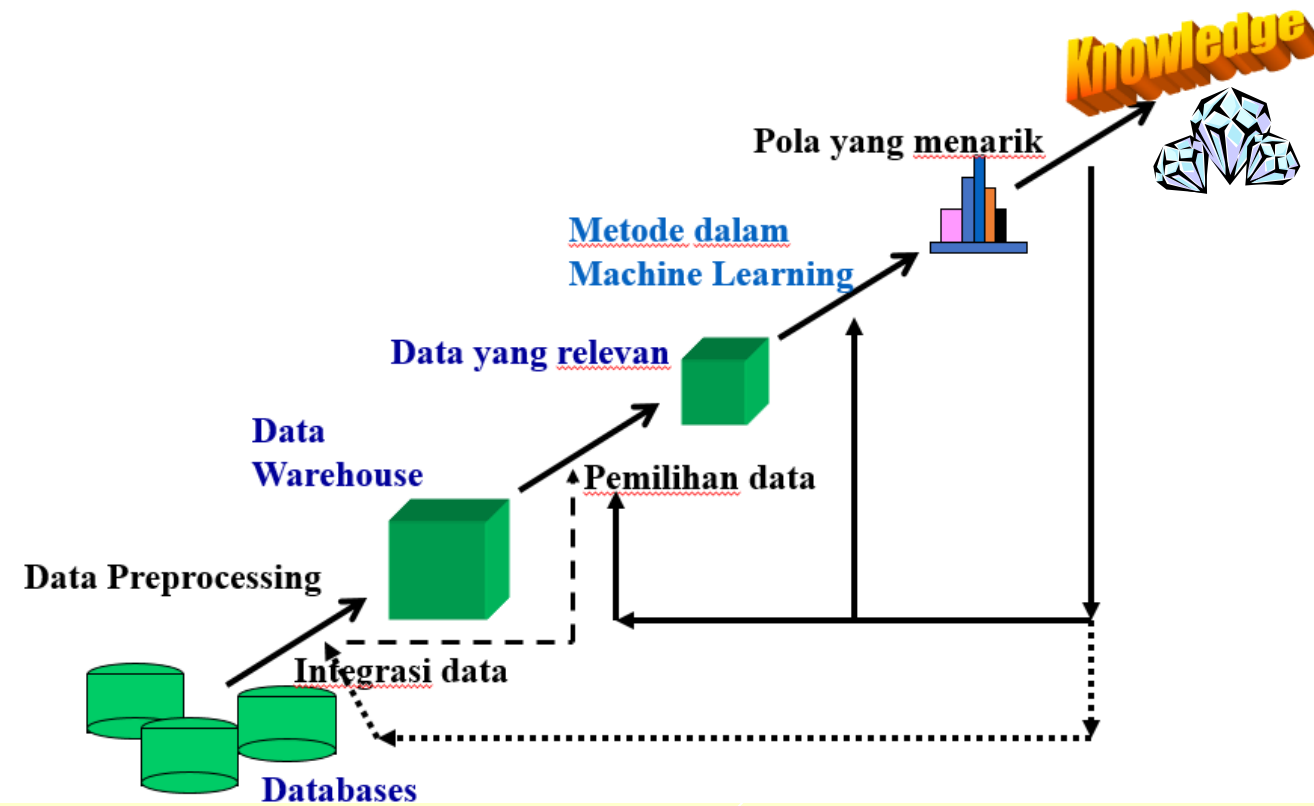 Knowledge
Pola yang menarik
Metode dalam
Machine Learning
Data yang relevan
Data
Warehouse
Pemilihan data
Data Preprocessing
Integrasi data
Databases